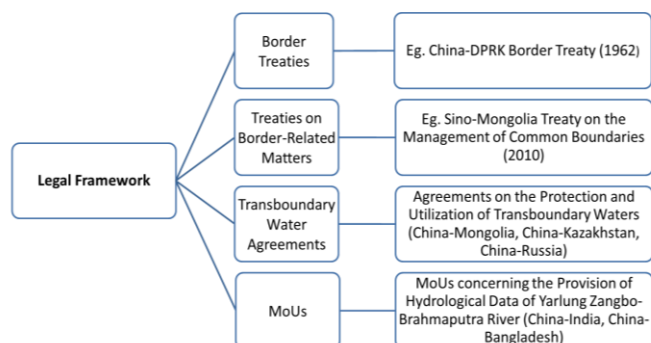 Border
Treaties
Eg. China-DPRK Border Treaty (1962)
Treaties on
Border-Related
Matters
Eg. Sino-Mongolia Treaty on the
Management of Common Boundaries
(2010)
Legal Framework
Transboundary
Water
Agreements
Agreements on the Protection and
Utilization of Transboundary Waters
(China-Mongolia, China-Kazakhstan,
China-Russia)
MoUs
MoUs concerning the Provision of
Hydrological Data of Yarlung Zangbo-
Brahmaputra River (China-India, China-
Bangladesh)